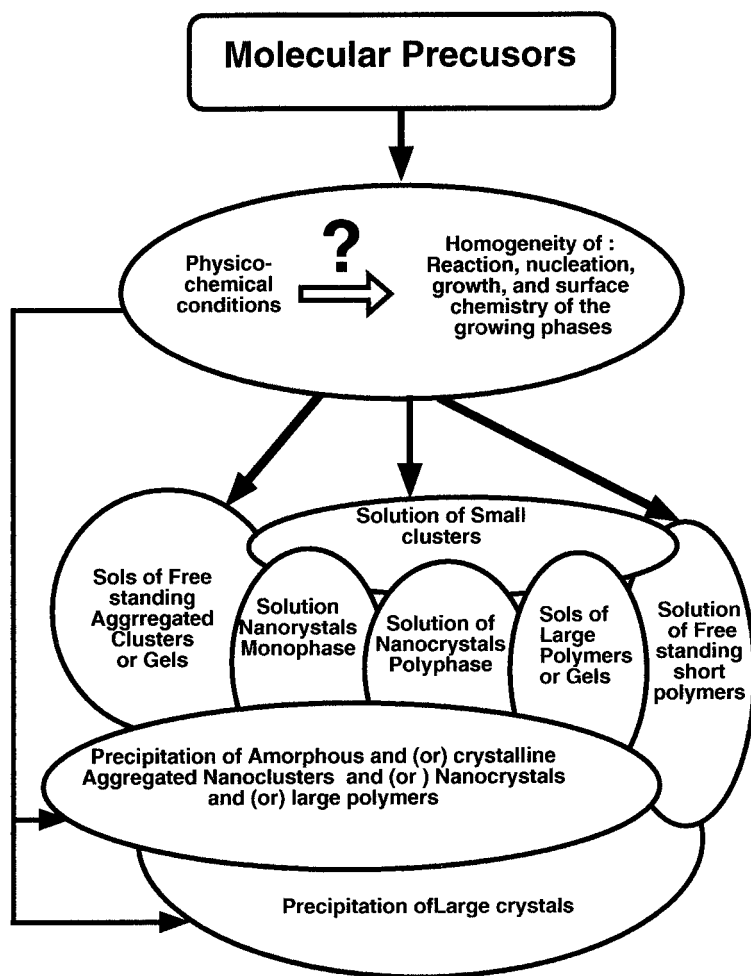 Molecular Precusors
?
Physico-
chemical
conditions
Homogeneity of :
Reaction, nucleation,
growth, and surface
chemistry of the
growing phases
Solution of Small
clusters
Sols of Free
standing
Aggrregated
Clusters
or Gels
Solution
Nanorystals
Monophase
Solution of
Nanocrystals
Polyphase
Sols of
Large
Polymers
or Gels
Solution
of Free
standing
short
polymers
Precipitation of Amorphous and (or) crystalline
Aggregated Nanoclusters and (or ) Nanocrystals
and (or) large polymers
Precipitation ofLarge crystals